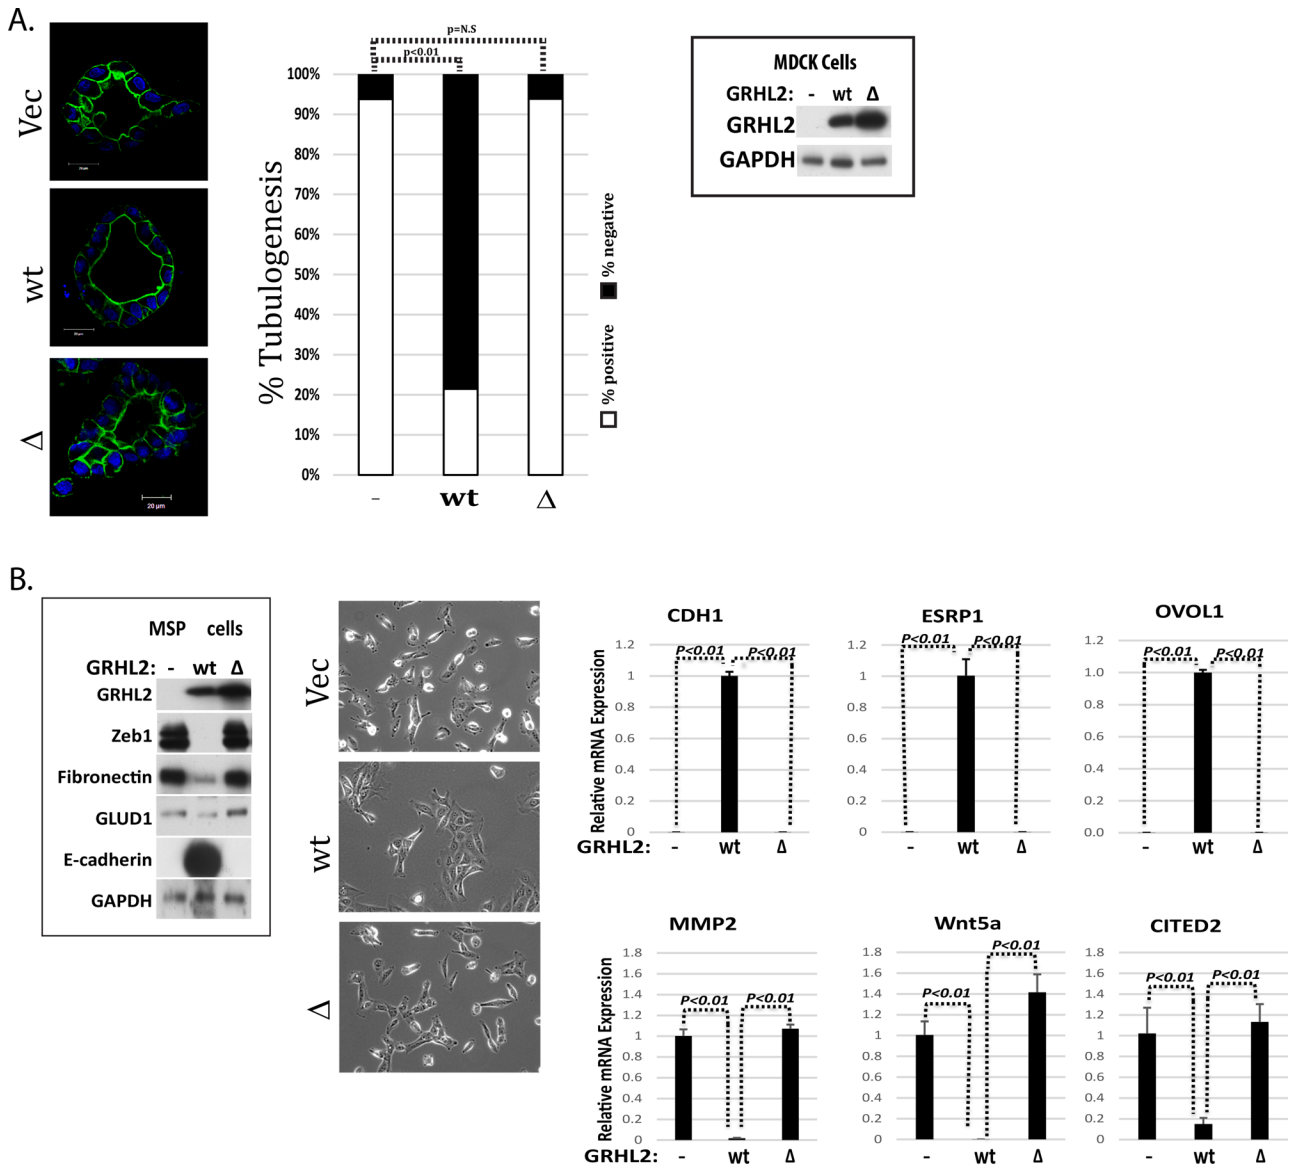 A.
Vec
20 μm
wt
Δ
20 μm
p=N.S
p<0.01
100%
90%
80%
70%
60%
50%
40%
30%
20%
10%
0%
% Tubulogenesis
- wt Δ
% negative
% positive
MDCK Cells
GRHL2: - wt Δ
GRHL2
GAPDH
B.
MSP cells
GRHL2: - wt Δ
GRHL2
Zeb1
Fibronectin
GLUD1
E-cadherin
GAPDH
Vec
wt
Δ
CDH1
P<0.01 P<0.01
Relative mRNA Expression
1.2
1
0.8
0.6
0.4
0.2
0
GRHL2: - wt Δ
ESRP1
P<0.01 P<0.01
1.2
1
0.8
0.6
0.4
0.2
0
- wt Δ
OVOL1
P<0.01 P<0.01
1.2
1.0
0.8
0.6
0.4
0.2
0.0
- wt Δ
MMP2
P<0.01 P<0.01
Relative mRNA Expression
1.8
1.6
1.4
1.2
1
0.8
0.6
0.4
0.2
0
GRHL2: - wt Δ
Wnt5a
P<0.01
P<0.01
1.8
1.6
1.4
1.2
1
0.8
0.6
0.4
0.2
0
- wt Δ
CITED2
P<0.01 P<0.01
1.8
1.6
1.4
1.2
1
0.8
0.6
0.4
0.2
0
- wt Δ